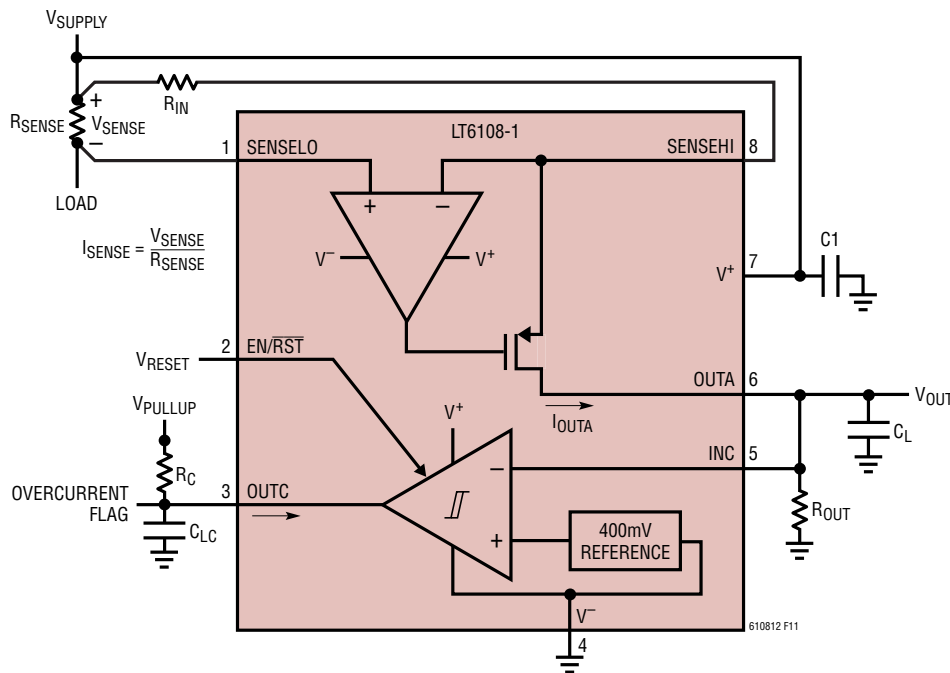 VSUPPLY
+
RIN
RSENSE
VSENSE
–
LOAD
ISENSE = VSENSE
RSENSE
LT6108-1
1
SENSELO
SENSEHI
8
+
–
V–
V+
C1
7
V+
2
EN/RST
VRESET
OUTA
6
VOUT
VPULLUP
IOUTA
CL
V+
INC
5
RC
–
OVERCURRENT
FLAG
3
OUTC
ROUT
CLC
+
400mV
REFERENCE
V–
4
610812 F11